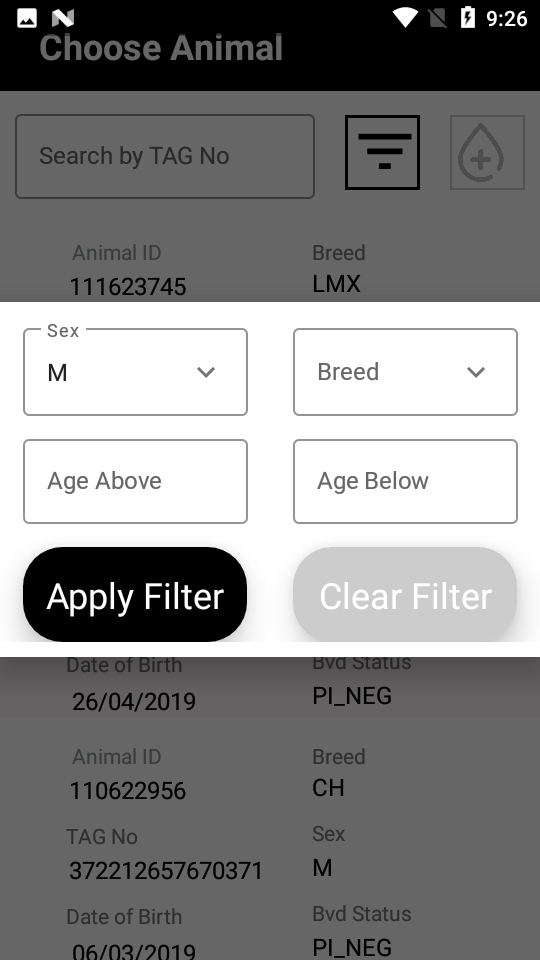 9:26
Choose Animal
Search by TAG No
Animal ID
Breed
111623745
LMX
Sex
M
Breed
Age Above
Age Below
Apply Filter
Clear Filter
Date of Birth
Bvd Status
26/04/2019
PI_NEG
Animal ID
Breed
110622956
CH
TAG No
Sex
372212657670371
M
Date of Birth
Bvd Status
06/03/2019
PI_NEG